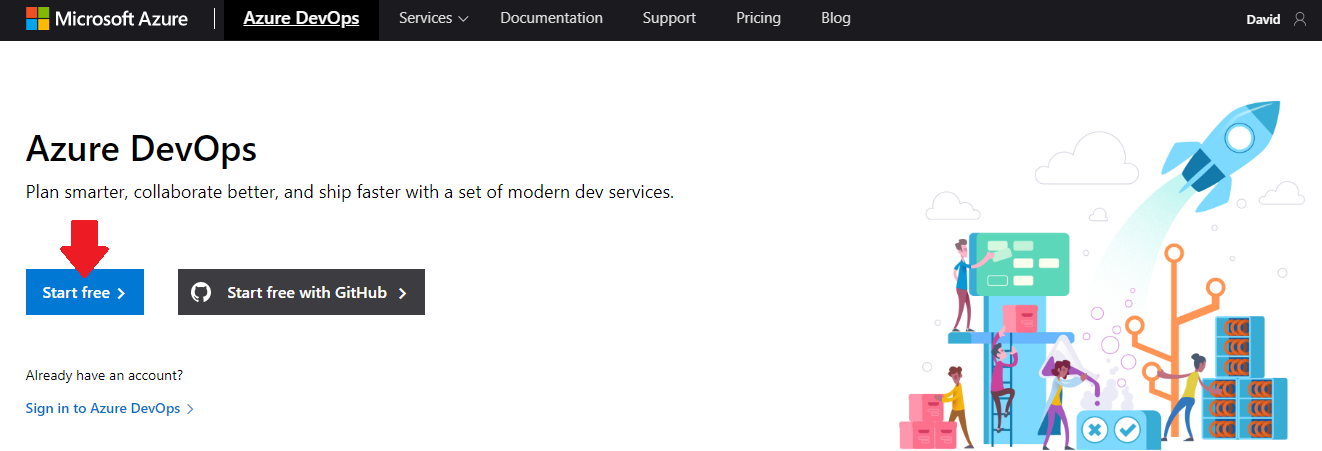 Microsoft Azure | Azure DevOps Services Documentation Support Pricing Blog David
Azure DevOps
Plan smarter, collaborate better, and ship faster with a set of modern dev services.
Start free Start free with GitHub
Already have an account?
Sign in to Azure DevOps